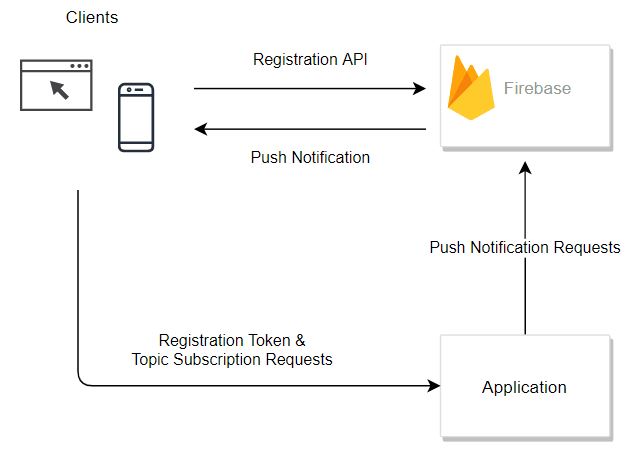 Clients
Registration API
Firebase
Push Notification
Push Notification Requests
Registration Token &
Topic Subscription Requests
Application